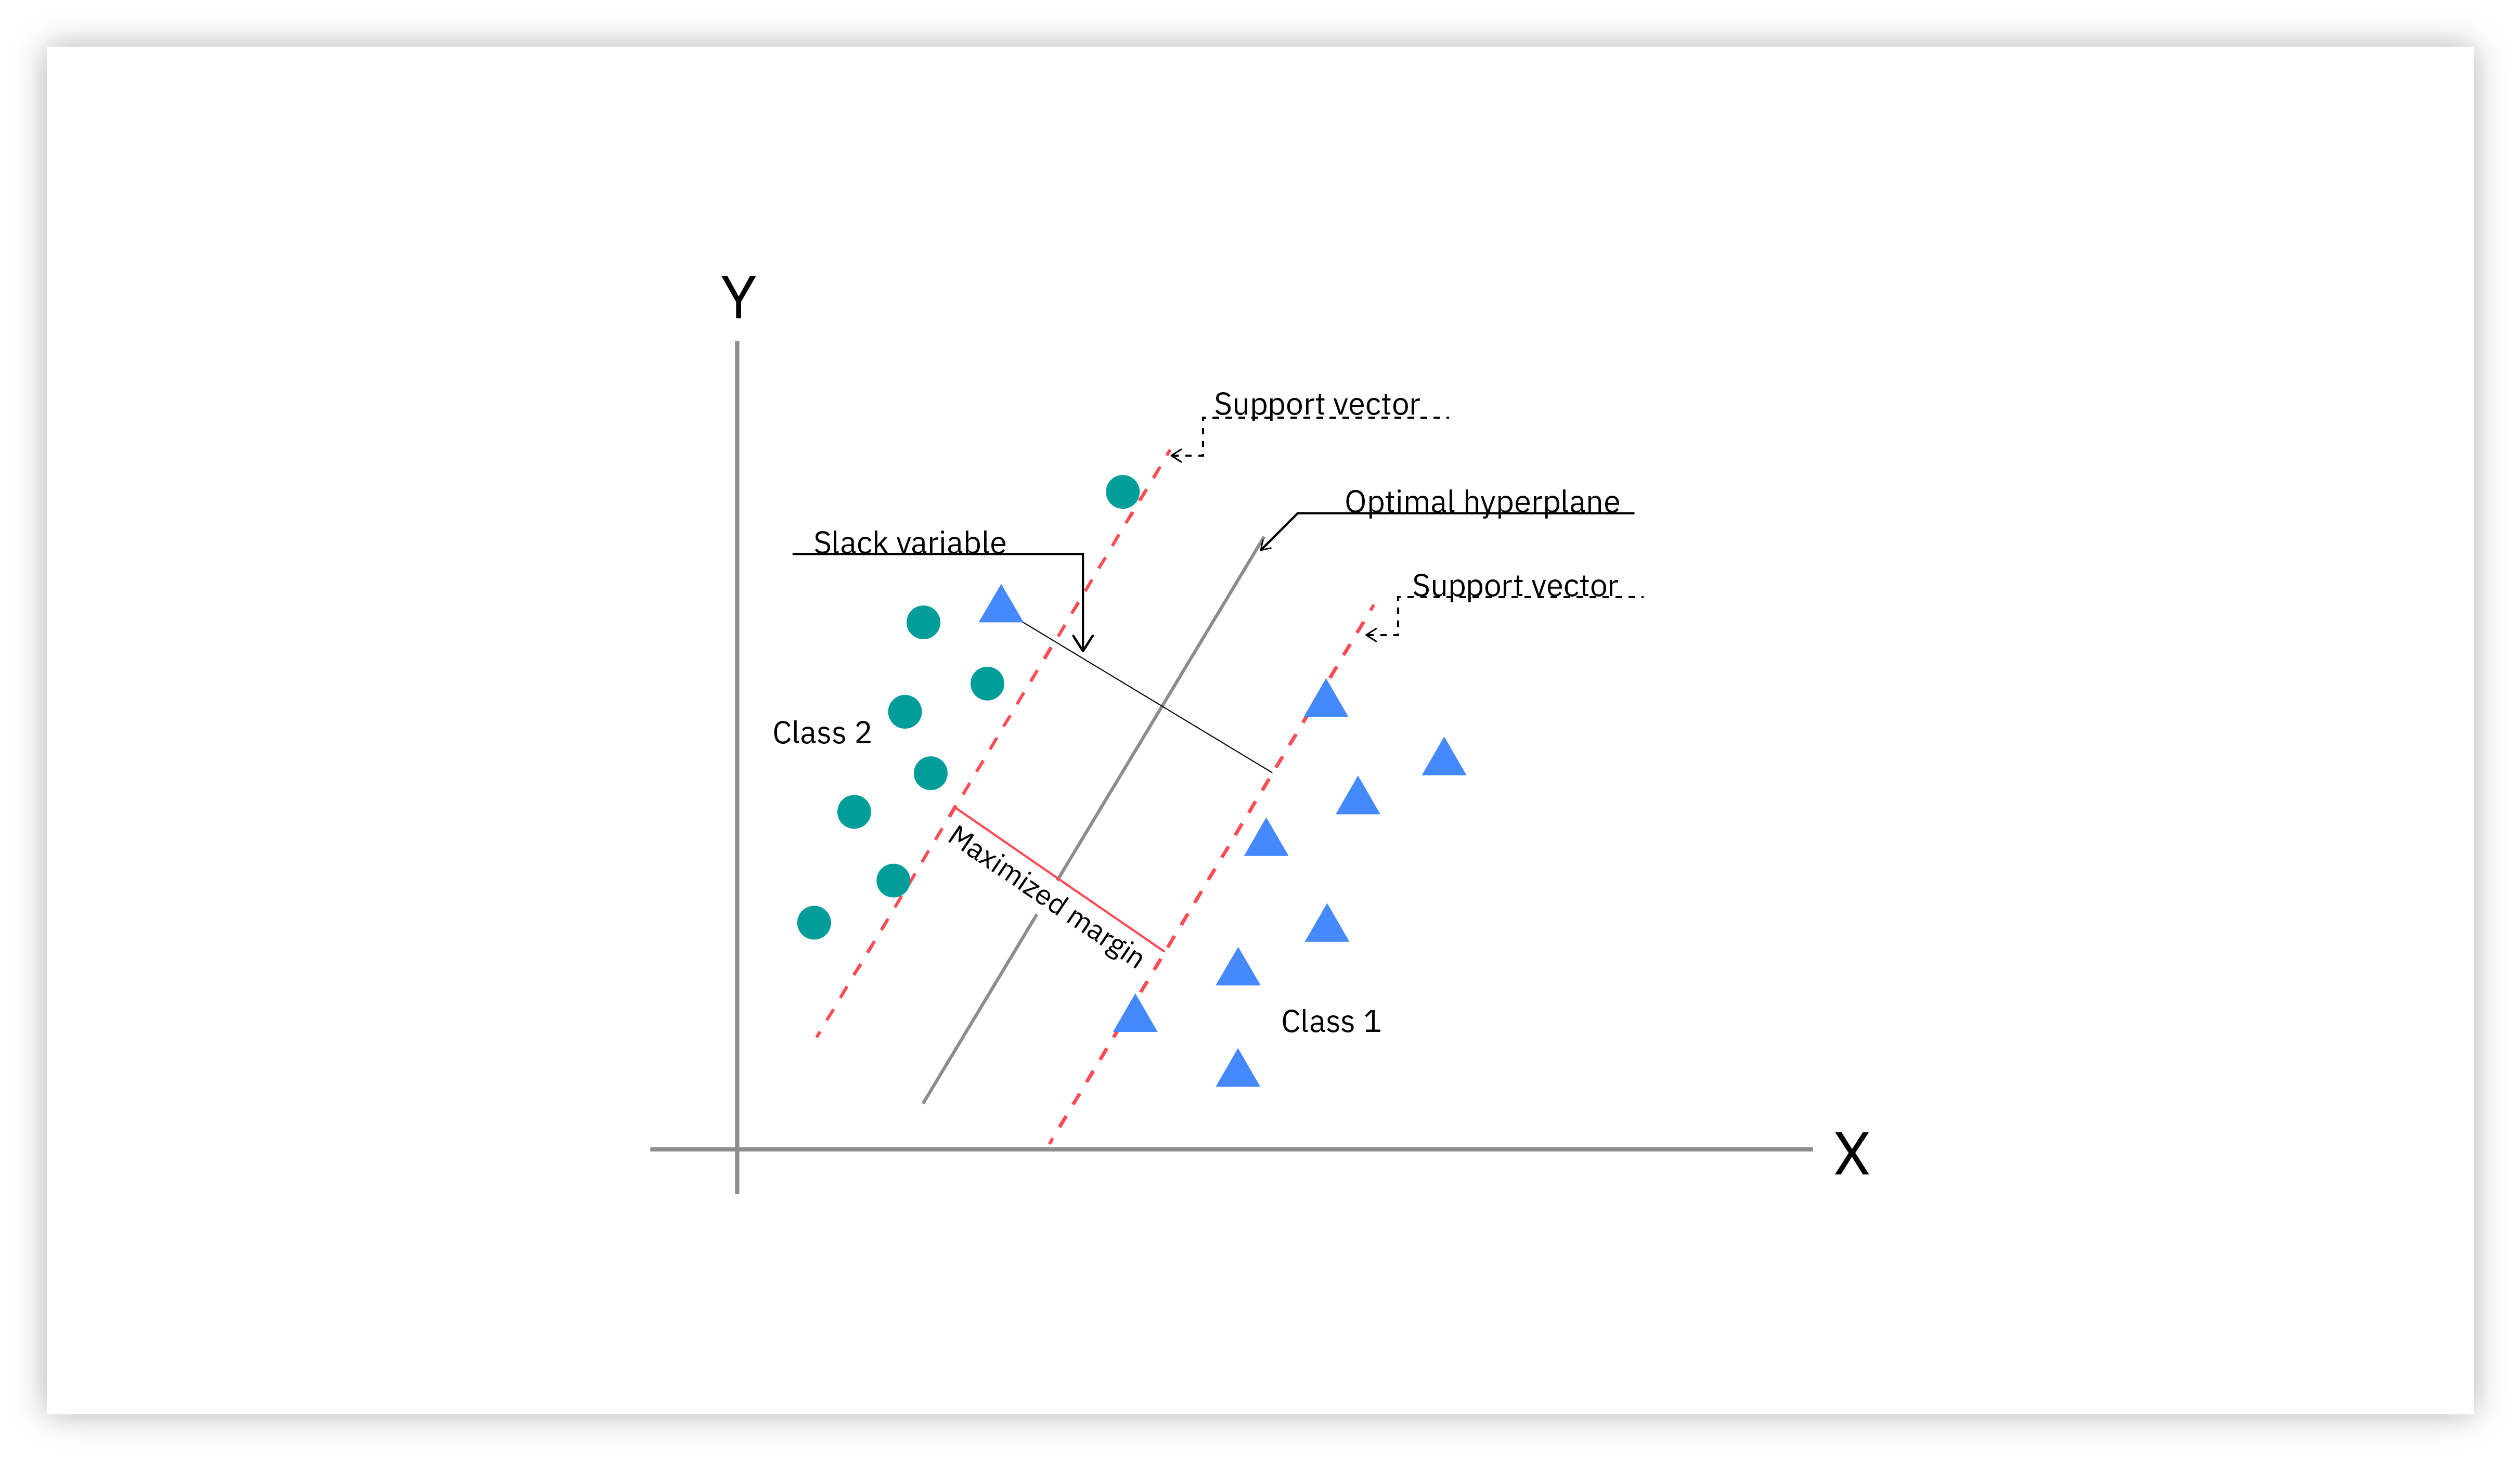 Y
Support vector
Optimal hyperplane
Slack variable
Support vector
Class 2
Maximized margin
Class 1
X